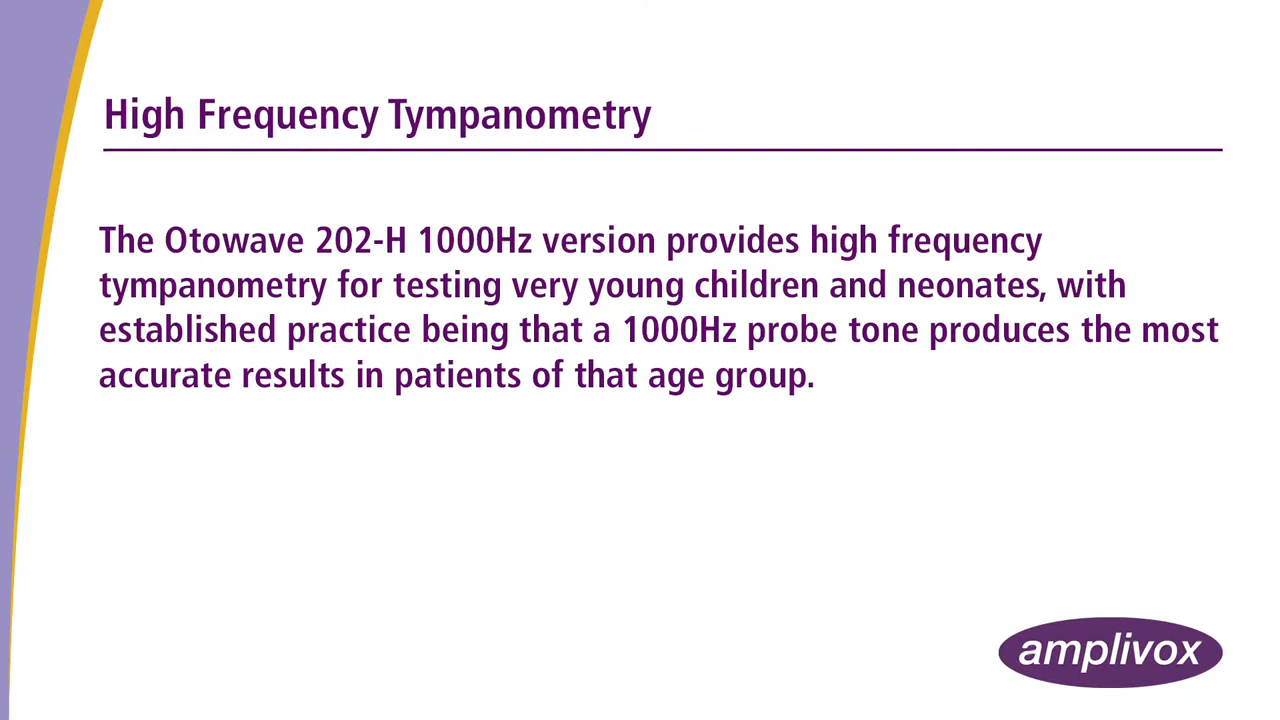 High Frequency Tympanometry
The Otowave 202-H 1000Hz version provides high frequency
tympanometry for testing very young children and neonates, with
established practice being that a 1000Hz probe tone produces the most
accurate results in patients of that age group.
amplivox